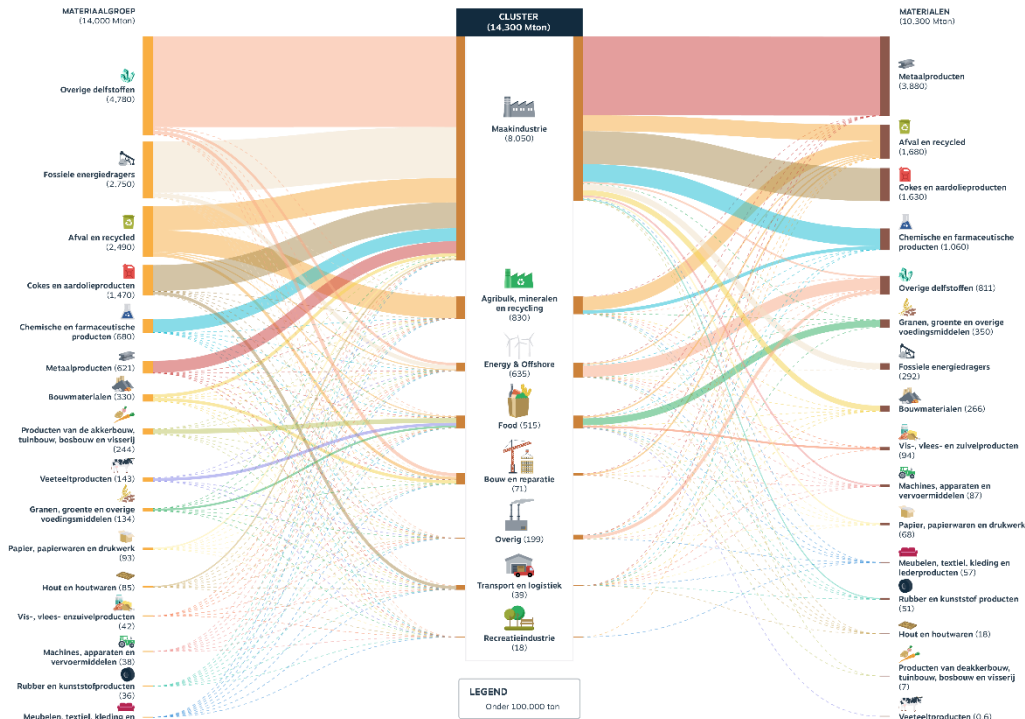 MATERIAALGROEP
(14,000 Mton)
Overige delfstoffen
(4,780)
Fossiele energiedragers
(2,750)
Afval en recycled
(2,490)
Cokes en aardolieproducten
(1,470)
Chemische en farmaceutische
producten (680)
Metaalproducten (621)
Bouwmaterialen (330)
Producten van de akkerbouw,
tuinbouw, bosbouw en visserij
(244)
Veeteeltproducten (143)
Granen, groente en overige
voedingsmiddelen (134)
Papier, papierwaren en drukwerk
(93)
Hout en houtwaren (85)
Vis-, vlees- enzuivelproducten
(42)
Machines, apparaten en
vervoermiddelen (38)
Rubber en kunststofproducten
(36)
Meubelen, textiel, kleding en
CLUSTER
(14,300 Mton)
Maakindustrie
(8,050)
Agribulk, mineralen
en recycling
(830)
Energy & Offshore
(635)
Food (515)
Bouw en reparatie
(71)
Overig (199)
Transport en logistiek
(39)
Recreatieindustrie
(18)
LEGEND
Onder 100.000 ton
MATERIALEN
(10,300 Mton)
Metaalproducten
(3,880)
Afval en recycled
(1,680)
Cokes en aardolieproducten
(1,630)
Chemische en farmaceutische
producten (1,060)
Overige delfstoffen (811)
Granen, groente en overige
voedingsmiddelen (350)
Fossiele energiedragers
(292)
Bouwmaterialen (266)
Vis-, vlees- en zuivelproducten
(94)
Machines, apparaten en
vervoermiddelen (87)
Papier, papierwaren en drukwerk
(68)
Meubelen, textiel, kleding en
lederproducten (57)
Rubber en kunststof producten
(51)
Hout en houtwaren (18)
Producten van deakkerbouw,
tuinbouw, bosbouw en visserij
(7)
Veeteeltproducten (0,6)